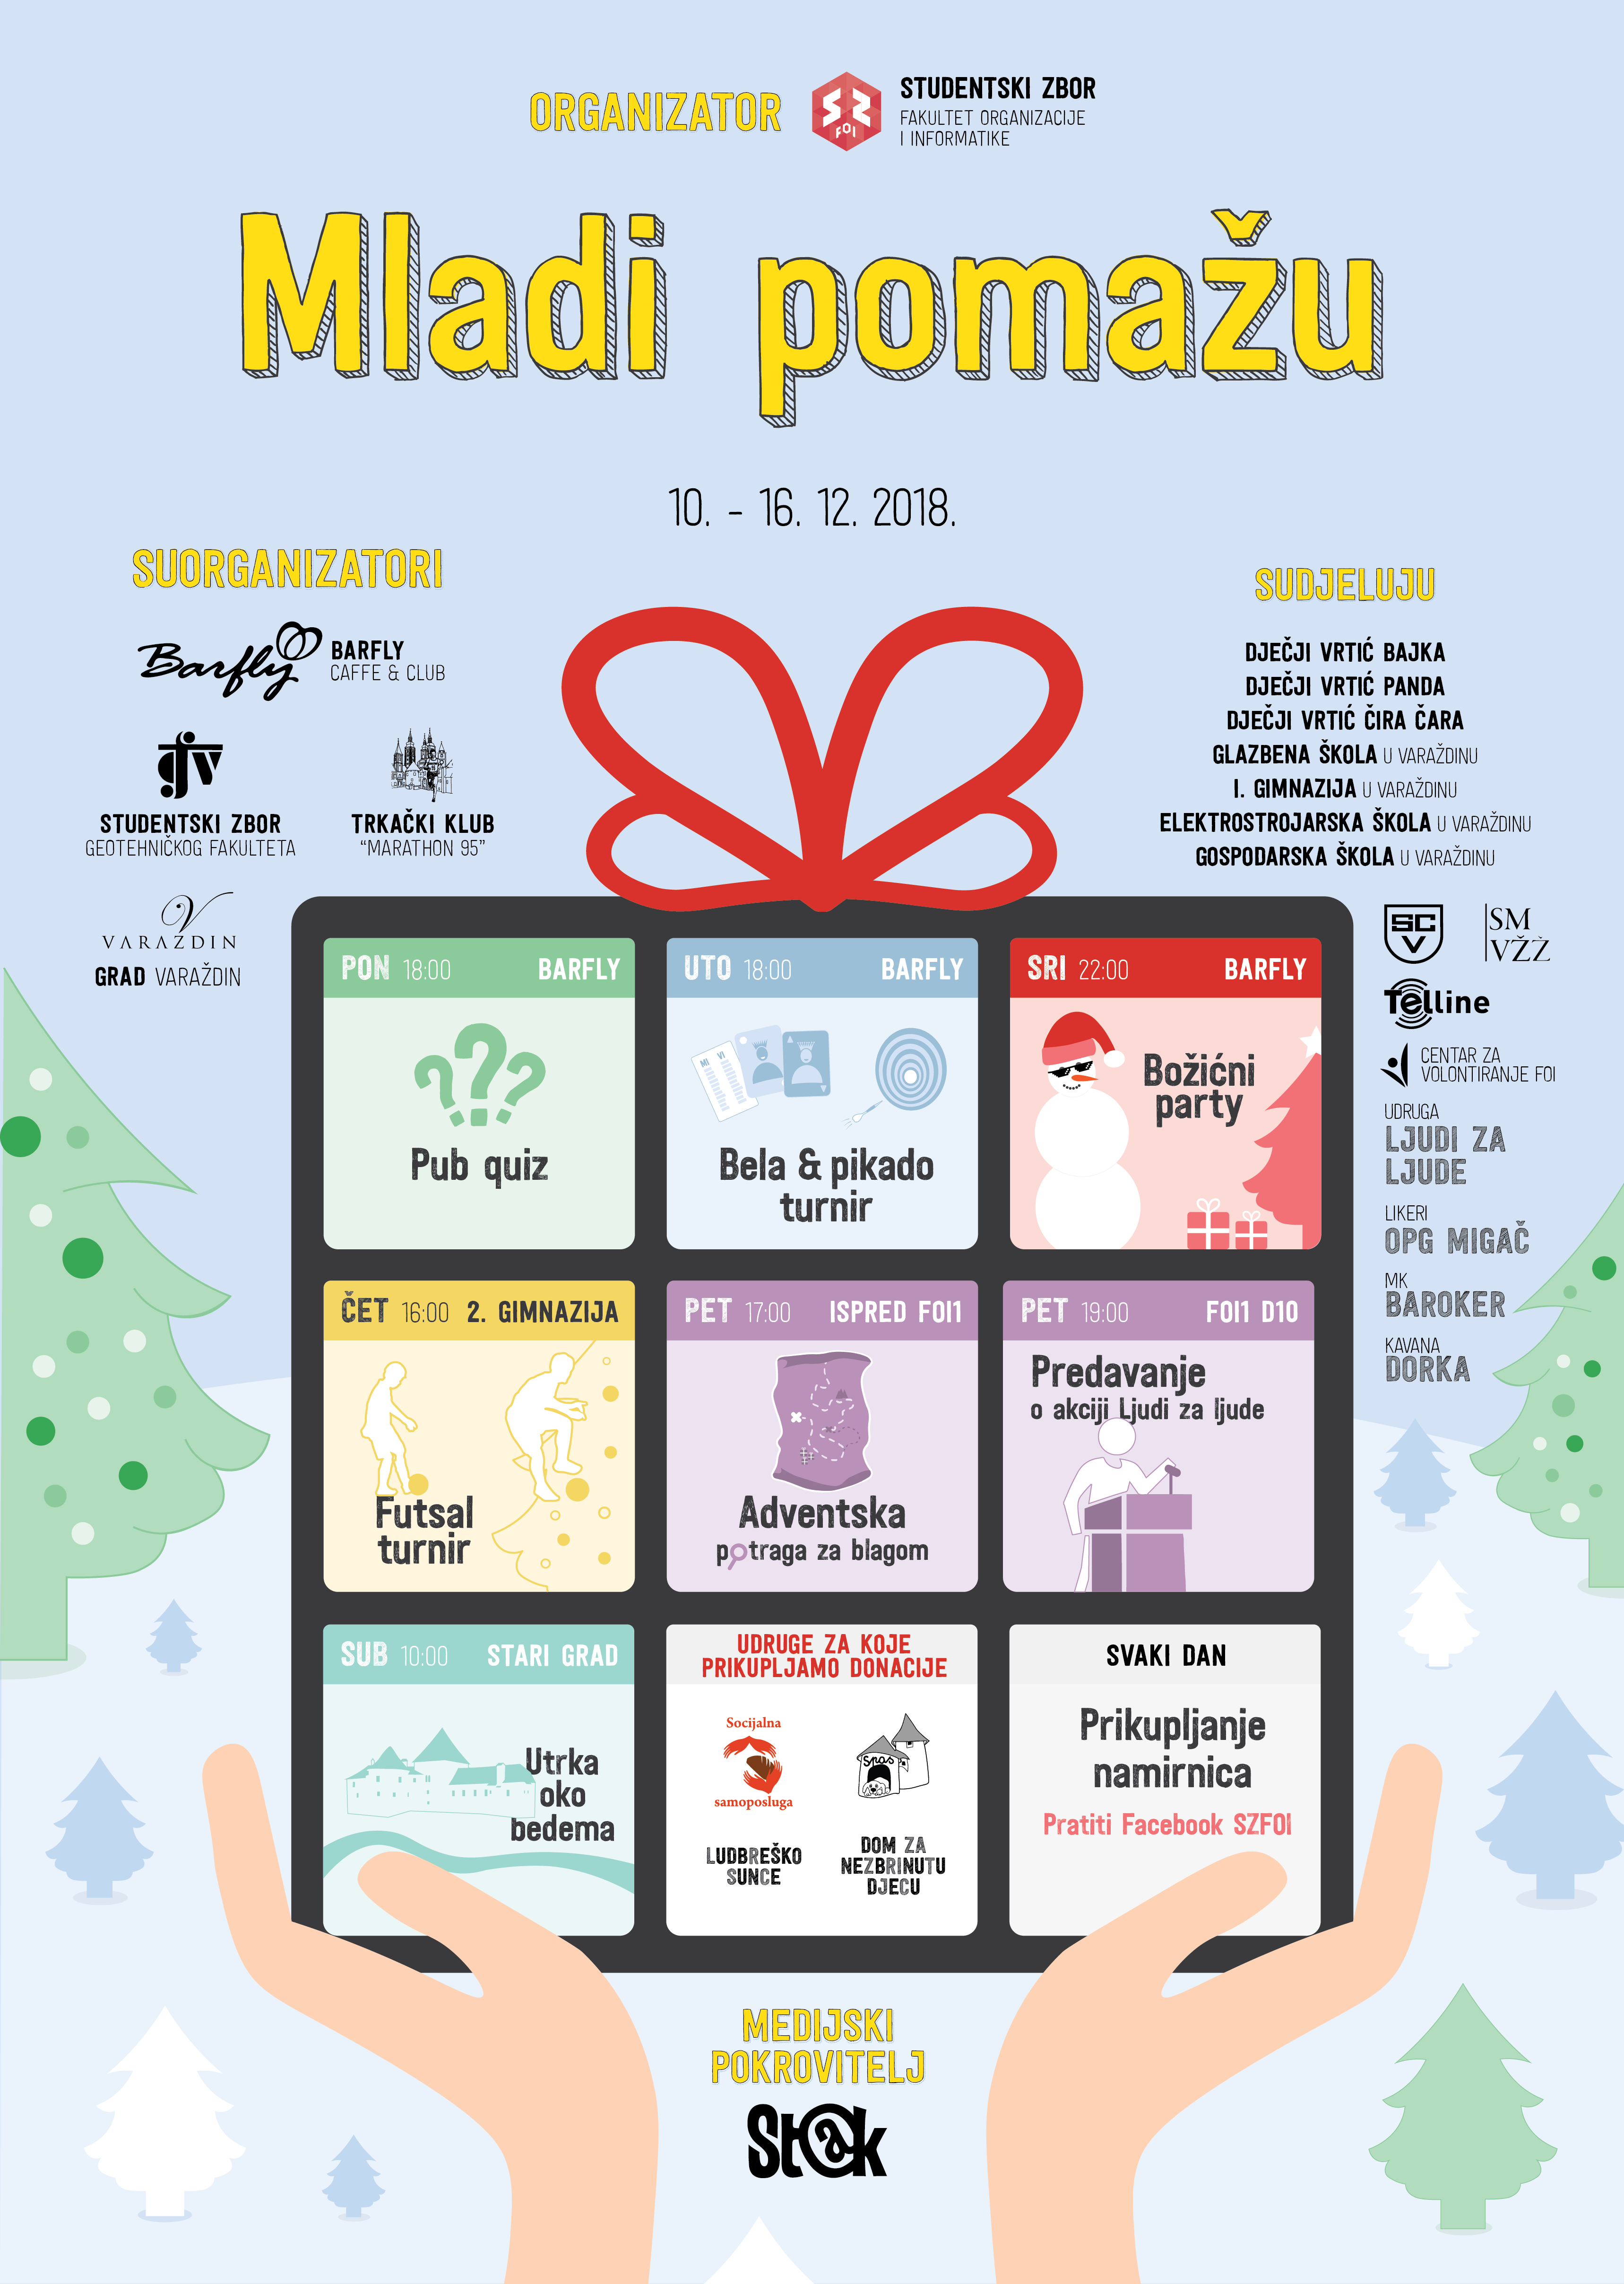 ORGANIZATOR
SZ
FOI
STUDENTSKI ZBOR
FAKULTET ORGANIZACIJE
I INFORMATIKE
Mladi pomažu
10. - 16. 12. 2018.
SUORGANIZATORI
Barfly
BARFLY
CAFFE & CLUB
gfv
STUDENTSKI ZBOR
GEOTEHNIČKOG FAKULTETA
TRKAČKI KLUB
“MARATHON 95”
V
VARAŽDIN
GRAD VARAŽDIN
SUDJELUJU
DJEČJI VRTIĆ BAJKA
DJEČJI VRTIĆ PANDA
DJEČJI VRTIĆ ČIRA ČARA
GLAZBENA ŠKOLA U VARAŽDINU
I. GIMNAZIJA U VARAŽDINU
ELEKTROSTROJARSKA ŠKOLA U VARAŽDINU
GOSPODARSKA ŠKOLA U VARAŽDINU
SC
V
SM
VŽŽ
Telline
CENTAR ZA
VOLONTIRANJE FOI
UDRUGA
LJUDI ZA
LJUDE
LIKERI
OPG MIGAČ
MK
BAROKER
KAVANA
DORKA
PON 18:00 BARFLY
Pub quiz
UTO 18:00 BARFLY
MI VI
Bela & pikado
turnir
SRI 22:00 BARFLY
Božićni
party
ČET 16:00 2. GIMNAZIJA
Futsal
turnir
PET 17:00 ISPRED FOI1
Adventska
potraga za blagom
PET 19:00 FOI1 D10
Predavanje
o akciji Ljudi za ljude
SUB 10:00 STARI GRAD
Utrka
oko
bedema
UDRUGE ZA KOJE
PRIKUPLJAMO DONACIJE
Socijalna
samoposluga
Spas
LUDBREŠKO
SUNCE
DOM ZA
NEZBRINUTU
DJECU
SVAKI DAN
Prikupljanje
namirnica
Pratiti Facebook SZFOI
MEDIJSKI
POKROVITELJ
St@k